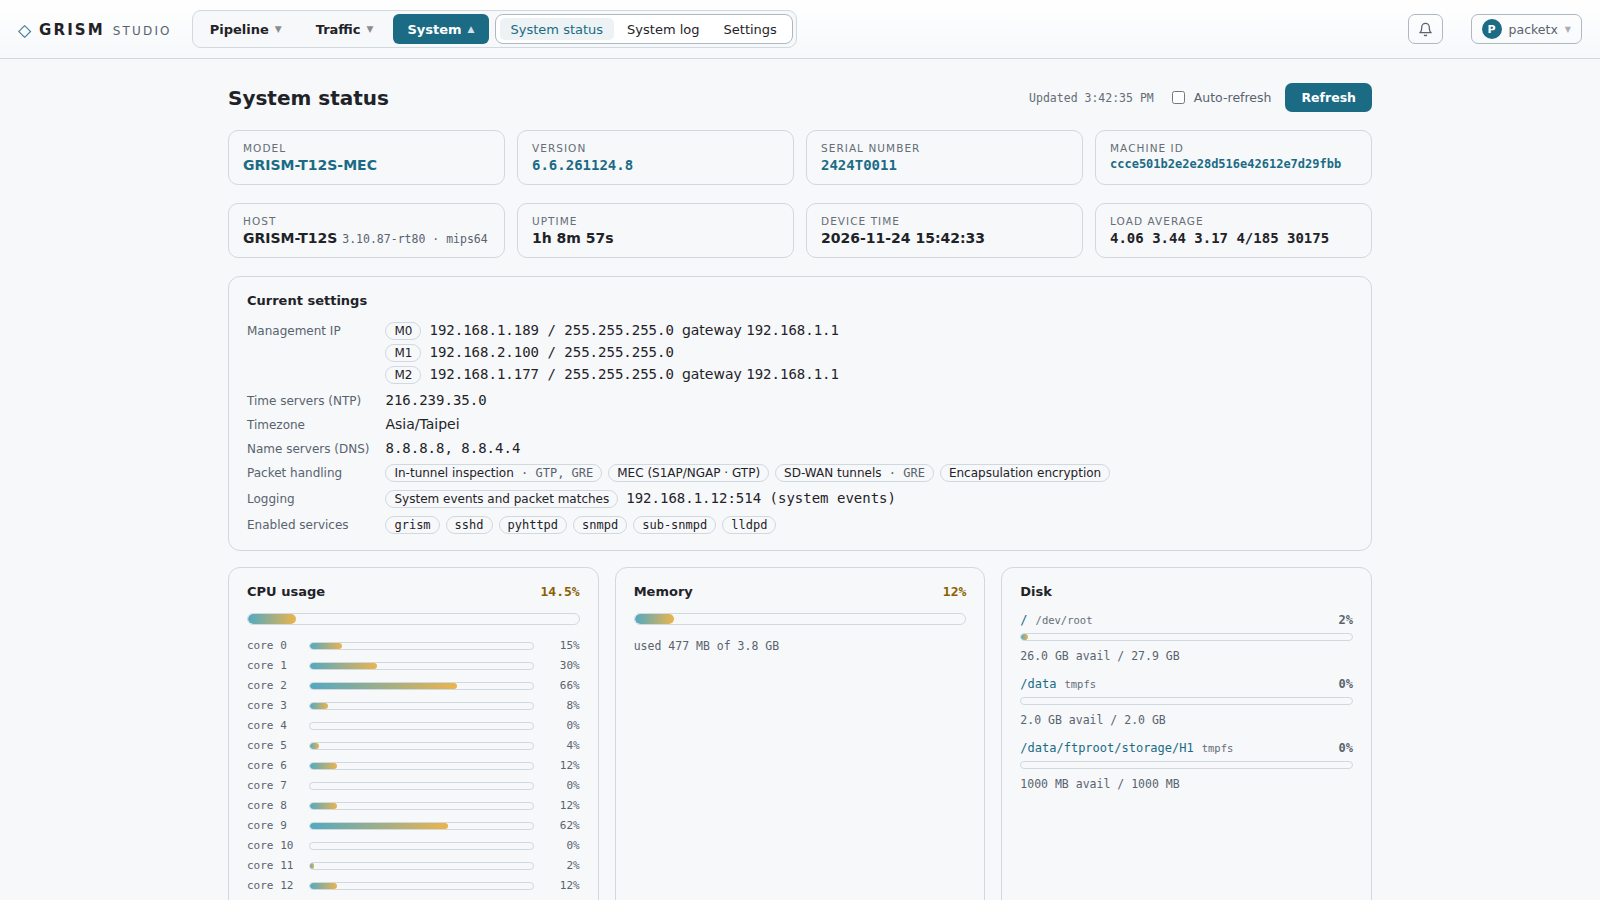 ◇ GRISM STUDIO Pipeline ▼ Traffic ▼ System ▲ System status System log Settings P packetx ▼
System status
Updated 3:42:35 PM Auto-refresh Refresh
MODEL
GRISM-T12S-MEC
VERSION
6.6.261124.8
SERIAL NUMBER
2424T0011
MACHINE ID
ccce501b2e2e28d516e42612e7d29fbb
HOST
GRISM-T12S 3.10.87-rt80 · mips64
UPTIME
1h 8m 57s
DEVICE TIME
2026-11-24 15:42:33
LOAD AVERAGE
4.06 3.44 3.17 4/185 30175
Current settings
Management IP M0 192.168.1.189 / 255.255.255.0 gateway 192.168.1.1
M1 192.168.2.100 / 255.255.255.0
M2 192.168.1.177 / 255.255.255.0 gateway 192.168.1.1
Time servers (NTP) 216.239.35.0
Timezone Asia/Taipei
Name servers (DNS) 8.8.8.8, 8.8.4.4
Packet handling In-tunnel inspection · GTP, GRE MEC (S1AP/NGAP · GTP) SD-WAN tunnels · GRE Encapsulation encryption
Logging System events and packet matches 192.168.1.12:514 (system events)
Enabled services grism sshd pyhttpd snmpd sub-snmpd lldpd
CPU usage 14.5%
core 0 15%
core 1 30%
core 2 66%
core 3 8%
core 4 0%
core 5 4%
core 6 12%
core 7 0%
core 8 12%
core 9 62%
core 10 0%
core 11 2%
core 12 12%
Memory 12%
used 477 MB of 3.8 GB
Disk
/ /dev/root 2%
26.0 GB avail / 27.9 GB
/data tmpfs 0%
2.0 GB avail / 2.0 GB
/data/ftproot/storage/H1 tmpfs 0%
1000 MB avail / 1000 MB